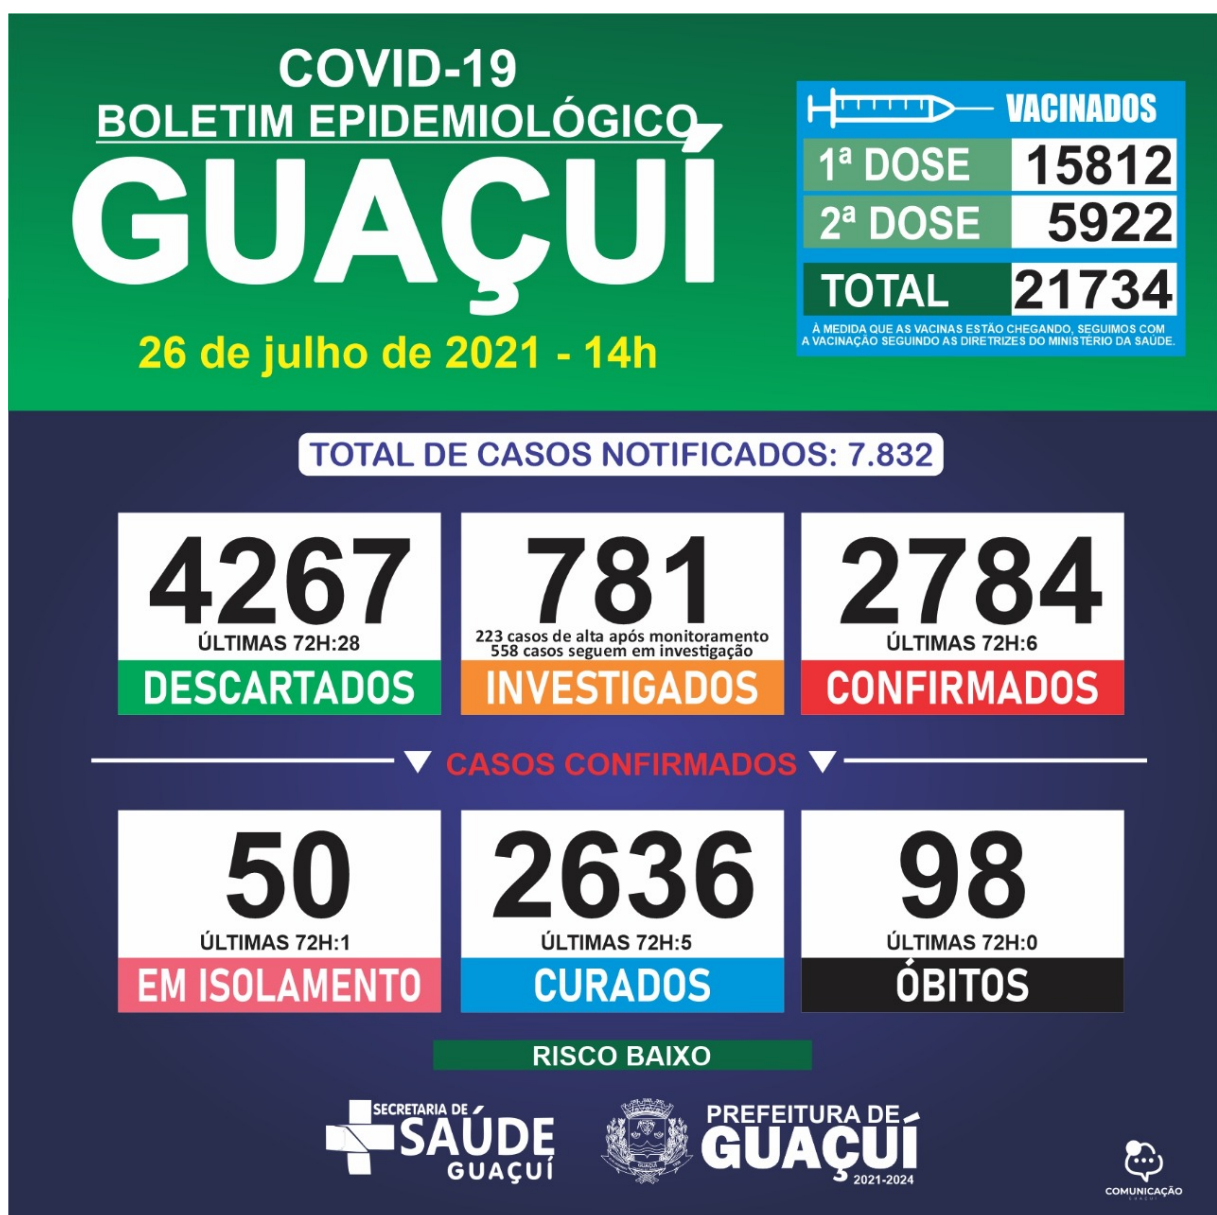 COVID-19
BOLETIM EPIDEMIOLÓGICO
GUAÇUÍ
26 de julho de 2021 - 14h
VACINADOS
1ª DOSE 15812
2ª DOSE 5922
TOTAL 21734
À MEDIDA QUE AS VACINAS ESTÃO CHEGANDO, SEGUIMOS COM
A VACINAÇÃO SEGUINDO AS DIRETRIZES DO MINISTÉRIO DA SAÚDE.
TOTAL DE CASOS NOTIFICADOS: 7.832
4267
ÚLTIMAS 72H:28
DESCARTADOS
781
223 casos de alta após monitoramento
558 casos seguem em investigação
INVESTIGADOS
2784
ÚLTIMAS 72H:6
CONFIRMADOS
CASOS CONFIRMADOS
50
ÚLTIMAS 72H:1
EM ISOLAMENTO
2636
ÚLTIMAS 72H:5
CURADOS
98
ÚLTIMAS 72H:0
ÓBITOS
RISCO BAIXO
SECRETARIA DE
SAÚDE
GUAÇUÍ
PREFEITURA DE
GUAÇUÍ
2021-2024
COMUNICAÇÃO